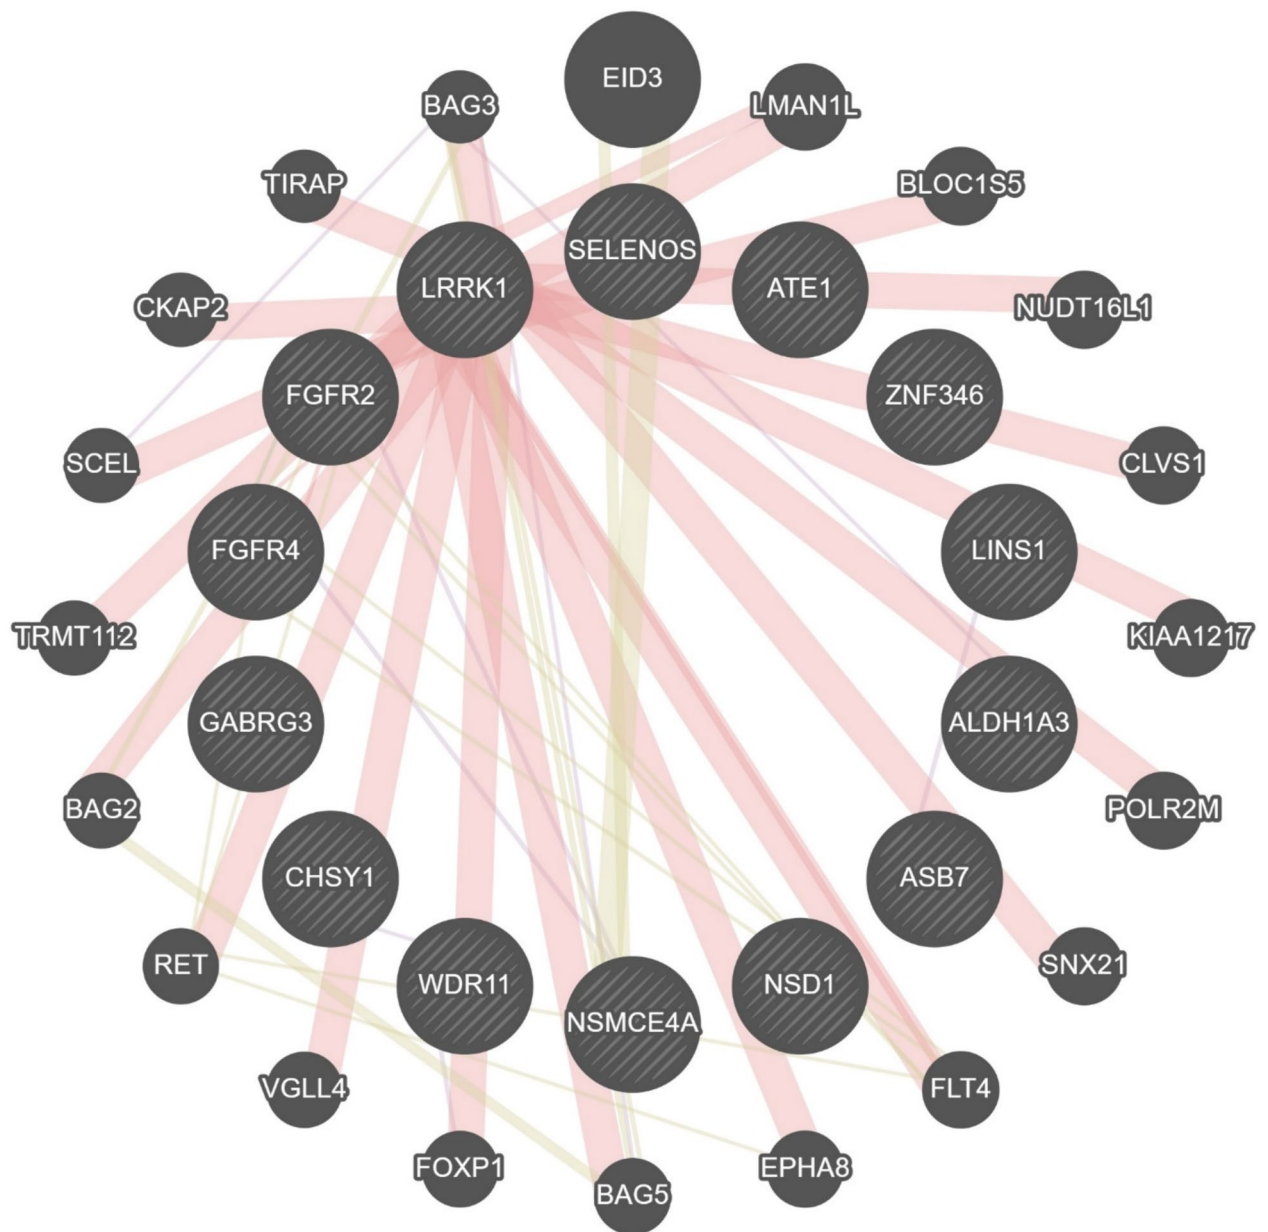 EID3
BAG3
LMAN1L
TIRAP
BLOC1S5
SELENOS
LRRK1
ATE1
CKAP2
NUDT16L1
FGFR2
ZNF346
SCEL
CLVS1
FGFR4
LINS1
TRMT112
KIAA1217
GABRG3
ALDH1A3
BAG2
POLR2M
CHSY1
ASB7
RET
SNX21
WDR11
NSD1
NSMCE4A
VGLL4
FLT4
FOXP1
EPHA8
BAG5